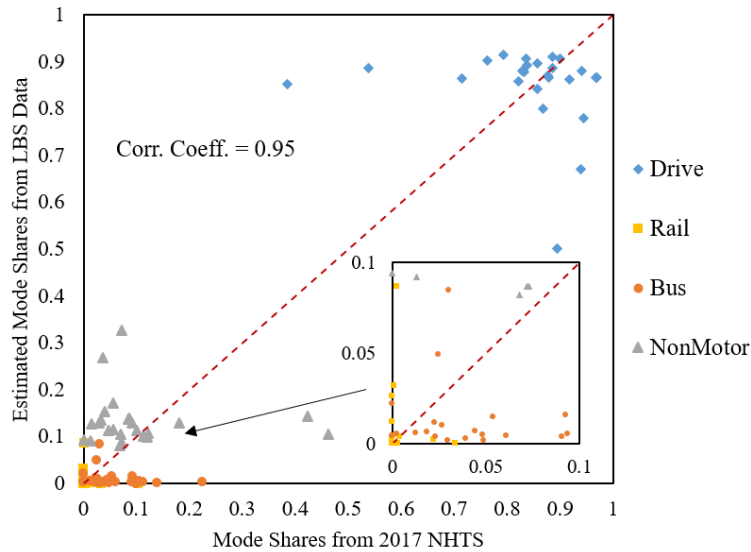 1
0.9
0.8
0.7
0.6
0.5
0.4
0.3
0.2
0.1
0
Estimated Mode Shares from LBS Data
Corr. Coeff. = 0.95
0.1
0.05
0
0 0.05 0.1
0 0.1 0.2 0.3 0.4 0.5 0.6 0.7 0.8 0.9 1
Mode Shares from 2017 NHTS
Drive
Rail
Bus
NonMotor